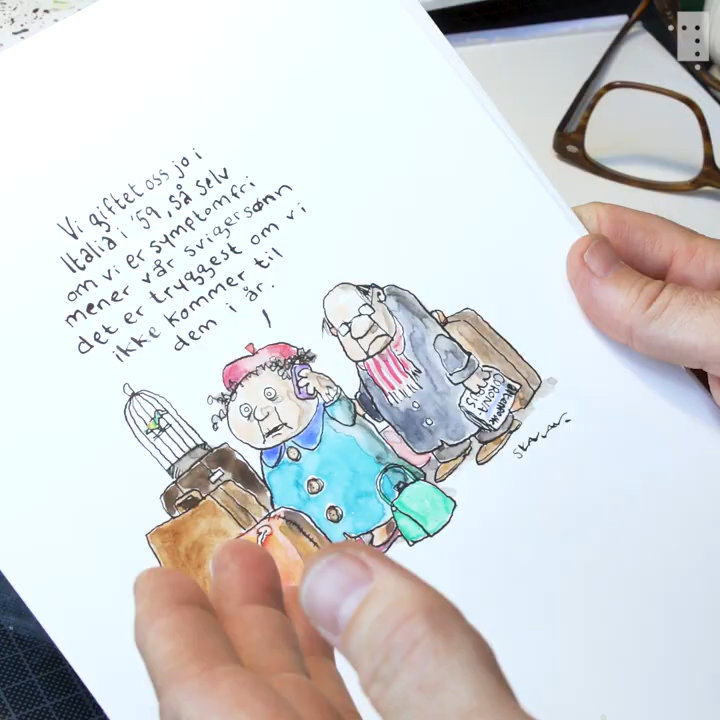 Vi giftet oss jo i
Italia i '59, så selv
om vi er symptomfri
mener vår svigersønn
det er tryggest om vi
ikke kommer til
dem i år.
CORONA-
VIRUS